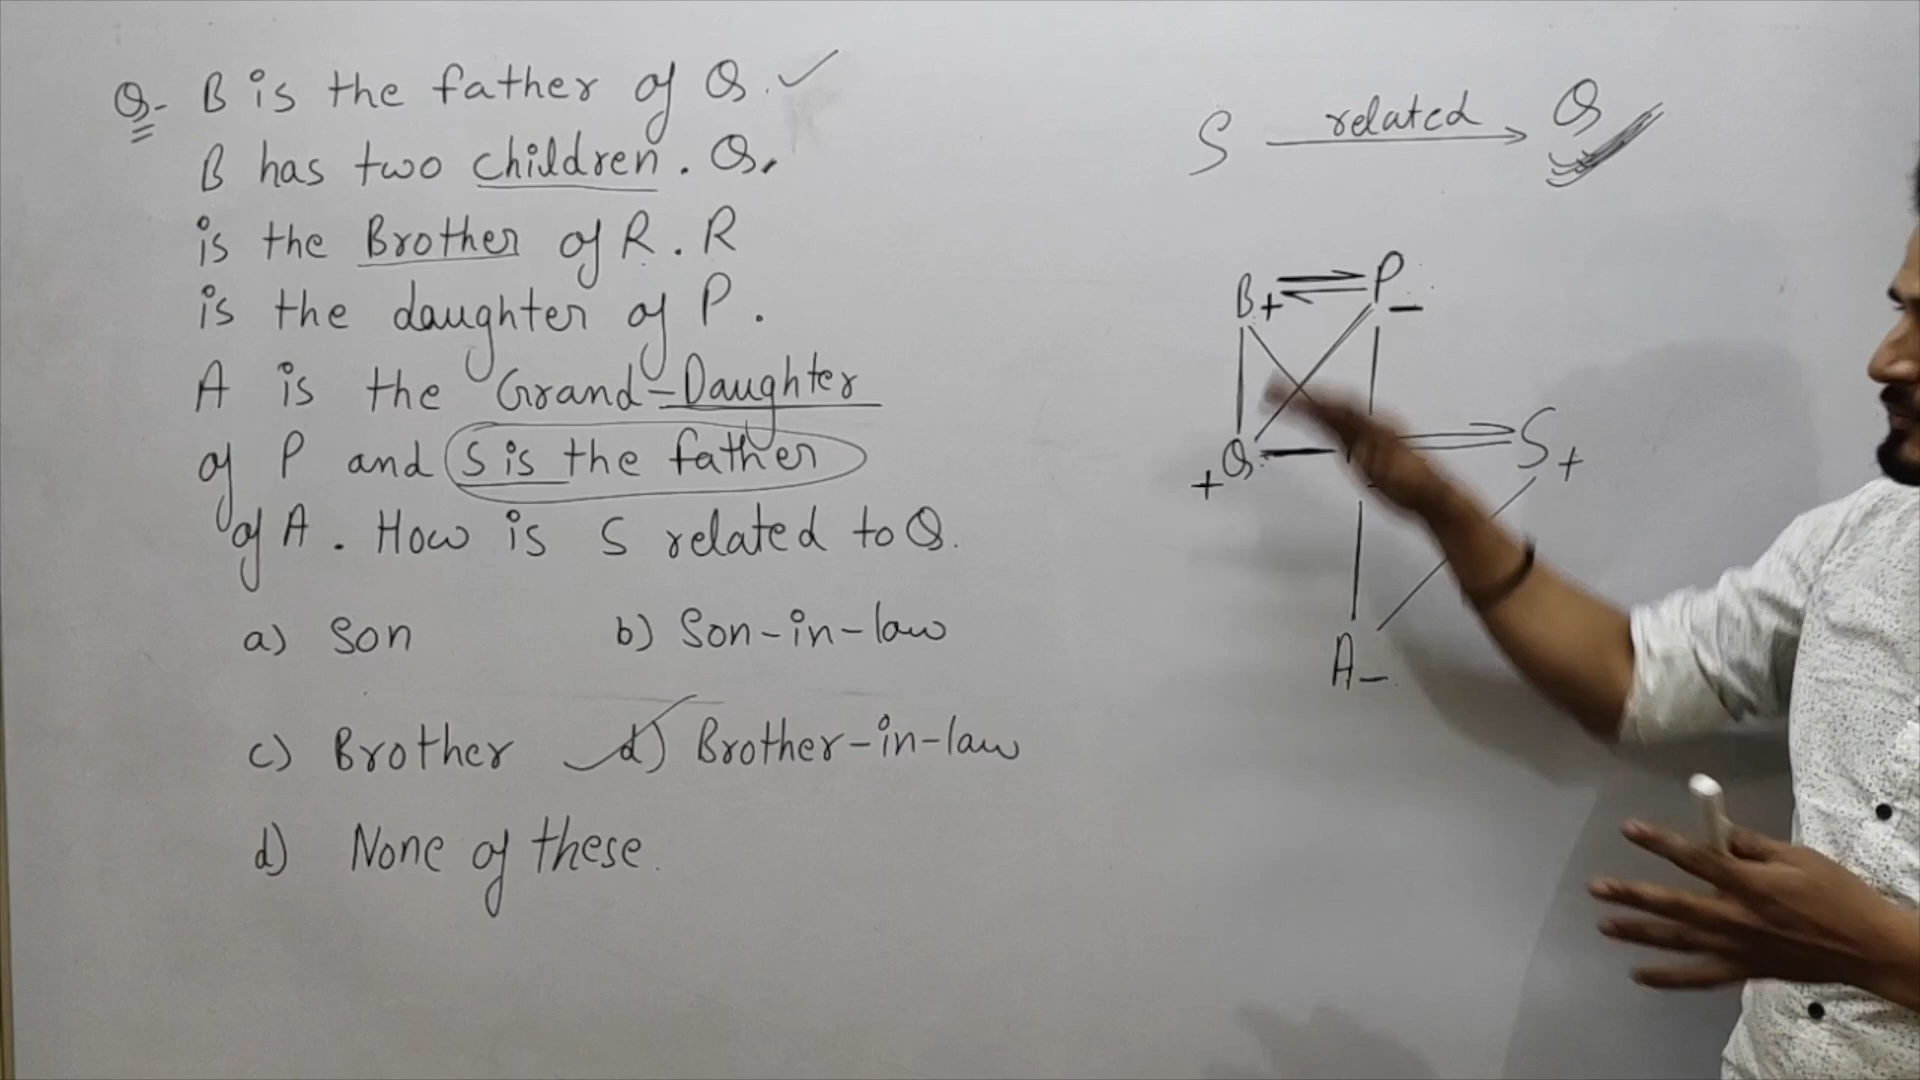 Q- B is the father of Q.
B has two children. Q,
is the Brother of R. R
is the daughter of P.
A is the Grand-Daughter
of P and S is the father
of A. How is S related to Q.
a) Son b) Son-in-law
c) Brother d) Brother-in-law
d) None of these.
S related Q
B+ P-
+Q S+
A-